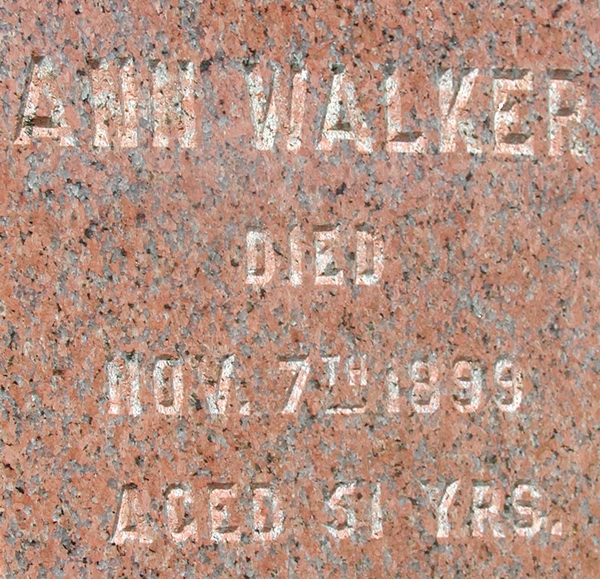 ANN WALKER
DIED
NOV. 7TH 1899
AGED 51 YRS.